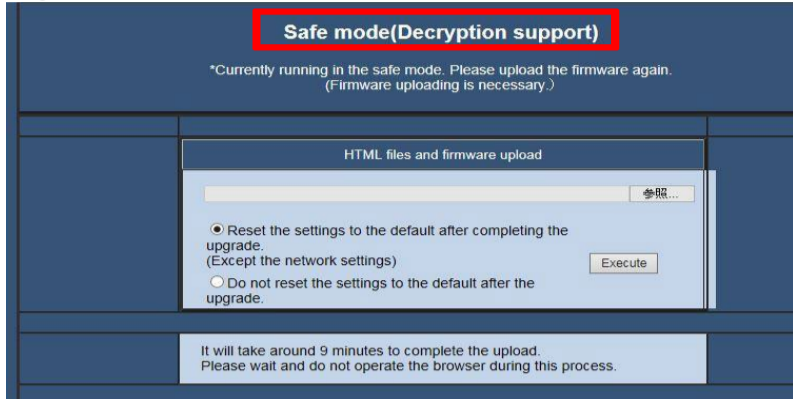 Safe mode(Decryption support)
*Currently running in the safe mode. Please upload the firmware again.
(Firmware uploading is necessary.）
HTML files and firmware upload
参照...
Reset the settings to the default after completing the
upgrade.
(Except the network settings)
Execute
Do not reset the settings to the default after the
upgrade.
It will take around 9 minutes to complete the upload.
Please wait and do not operate the browser during this process.